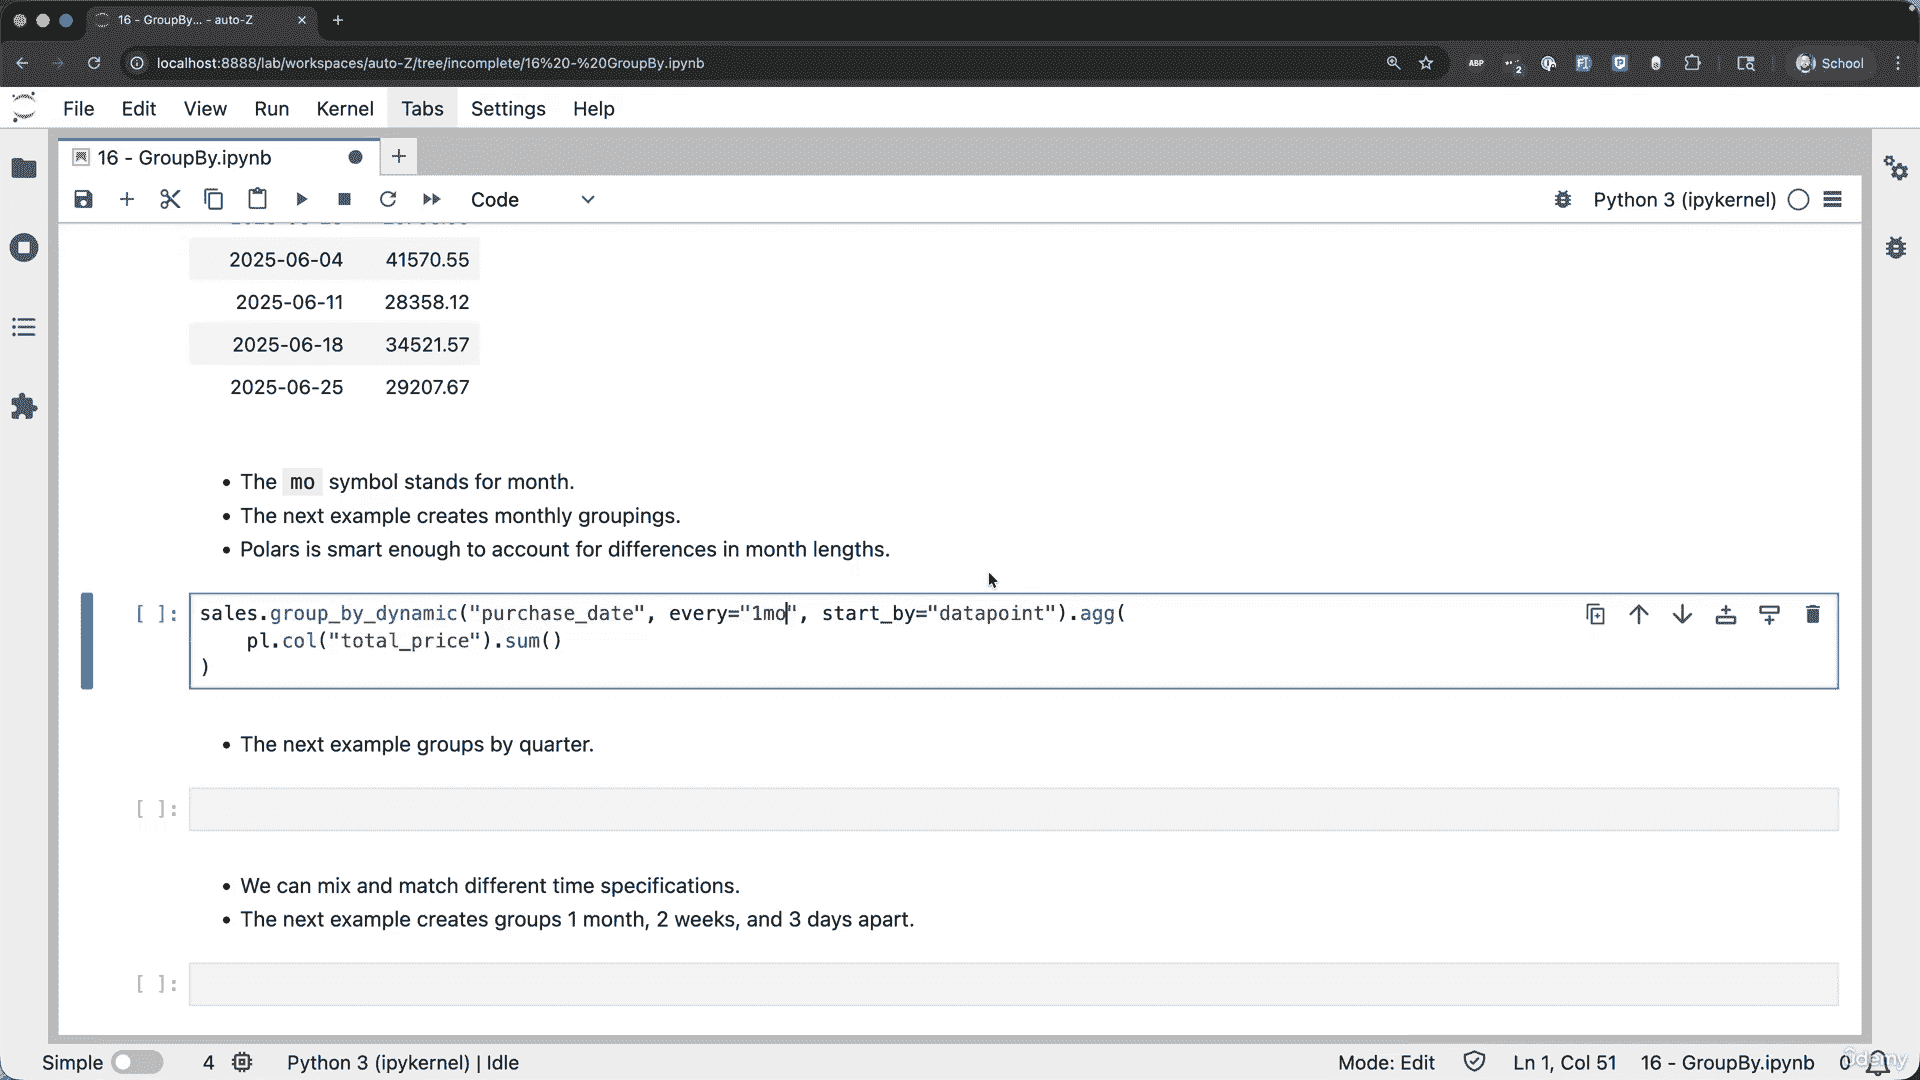 16 - GroupBy... - auto-Z
localhost:8888/lab/workspaces/auto-Z/tree/incomplete/16%20-%20GroupBy.ipynb
ABP
2
School
File Edit View Run Kernel Tabs Settings Help
16 - GroupBy.ipynb
Code
Python 3 (ipykernel)
2025-06-04 41570.55
2025-06-11 28358.12
2025-06-18 34521.57
2025-06-25 29207.67
• The mo symbol stands for month.
• The next example creates monthly groupings.
• Polars is smart enough to account for differences in month lengths.
[ ]: sales.group_by_dynamic("purchase_date", every="1mo", start_by="datapoint").agg(
pl.col("total_price").sum()
)
• The next example groups by quarter.
[ ]:
• We can mix and match different time specifications.
• The next example creates groups 1 month, 2 weeks, and 3 days apart.
[ ]:
Simple 4 Python 3 (ipykernel) | Idle Mode: Edit Ln 1, Col 51 16 - GroupBy.ipynb 0